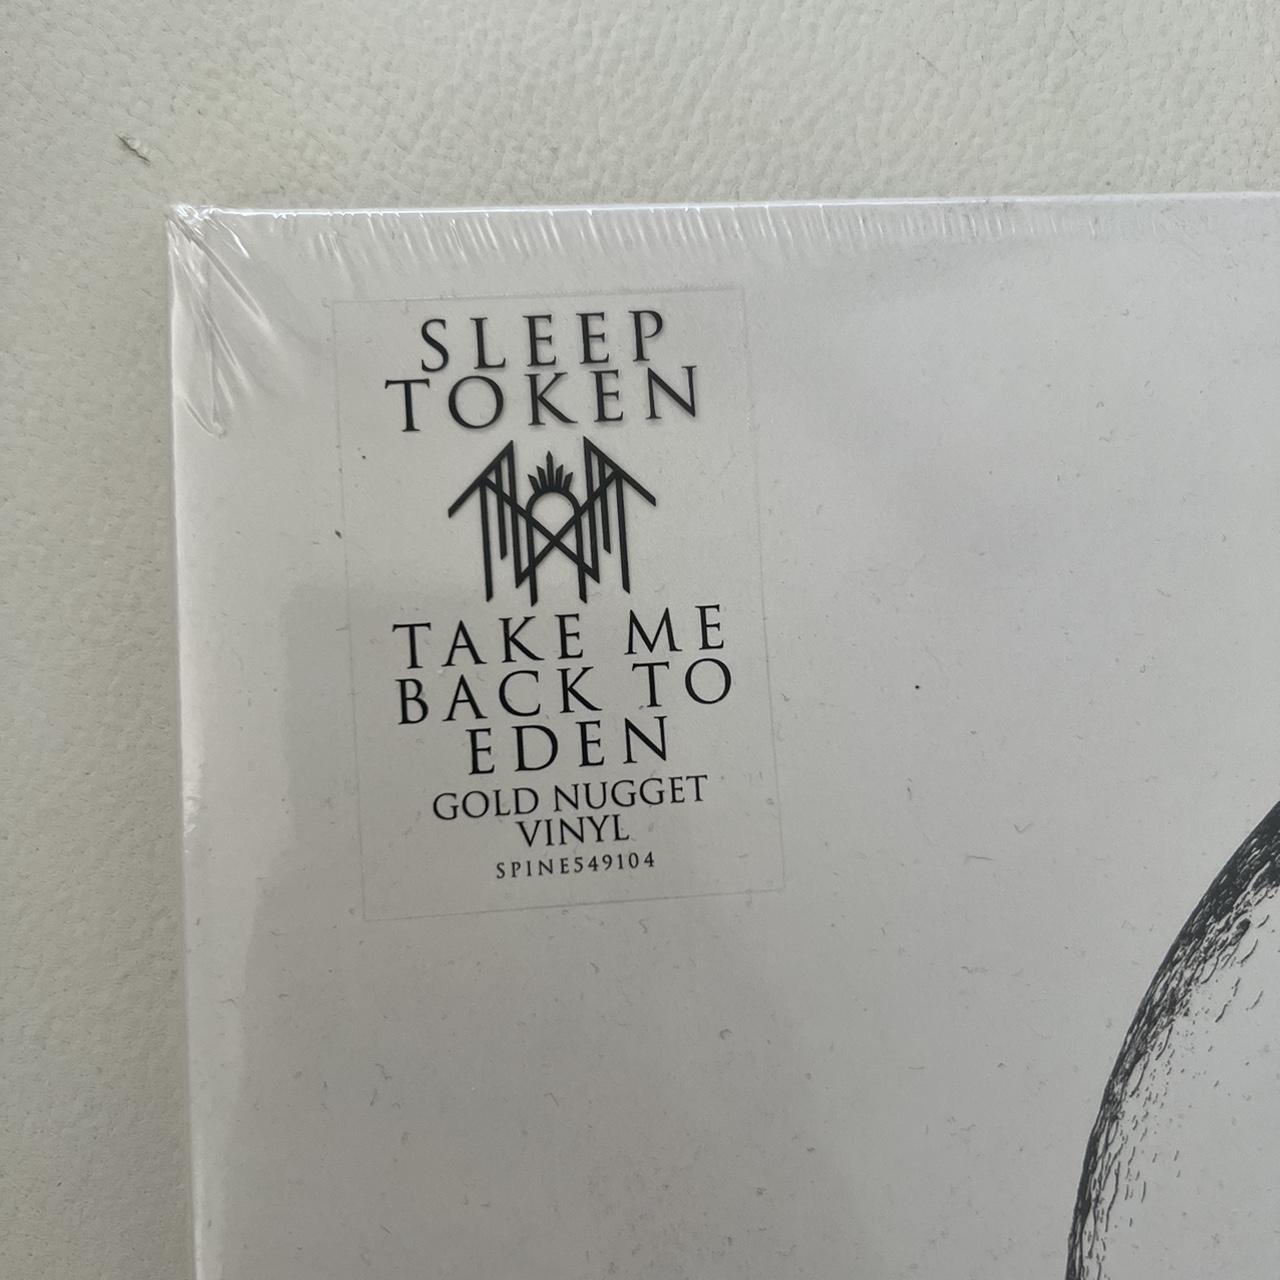 SLEEP
TOKEN
TAKE ME
BACK TO
EDEN
GOLD NUGGET
VINYL
SPINE549104